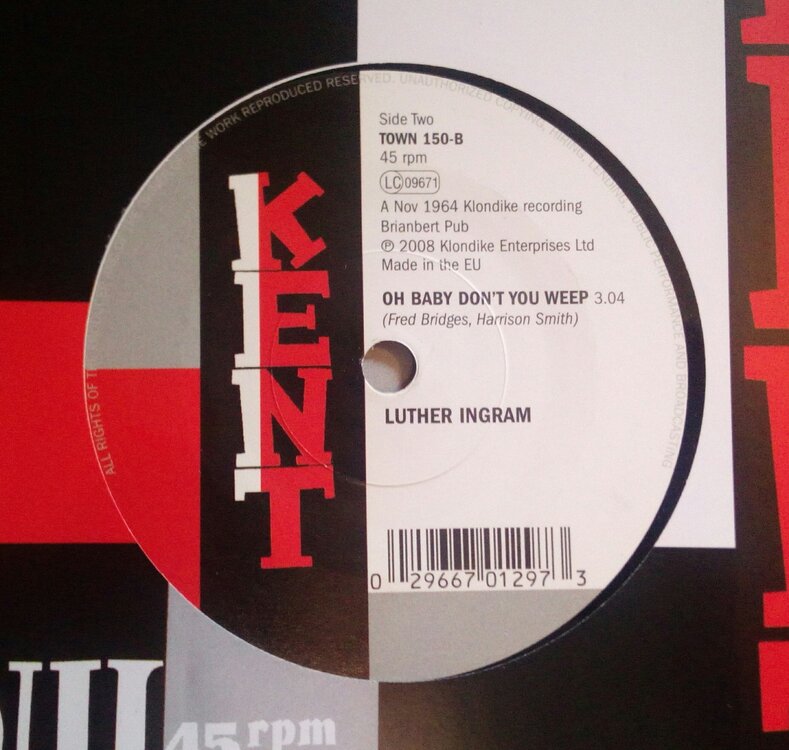 Side Two
TOWN 150-B
45 rpm
LC 09671
A Nov 1964 Klondike recording
Brianbert Pub
℗ 2008 Klondike Enterprises Ltd
Made in the EU
OH BABY DON'T YOU WEEP 3.04
(Fred Bridges, Harrison Smith)
LUTHER INGRAM
0 29667 01297 3
KENT
ALL RIGHTS OF T
E WORK REPRODUCED RESERVED. UNAUTHORIZED COPYING, HIRING, LENDING, PUBLIC PERFORMANCE AND BROADCASTING
45 rpm